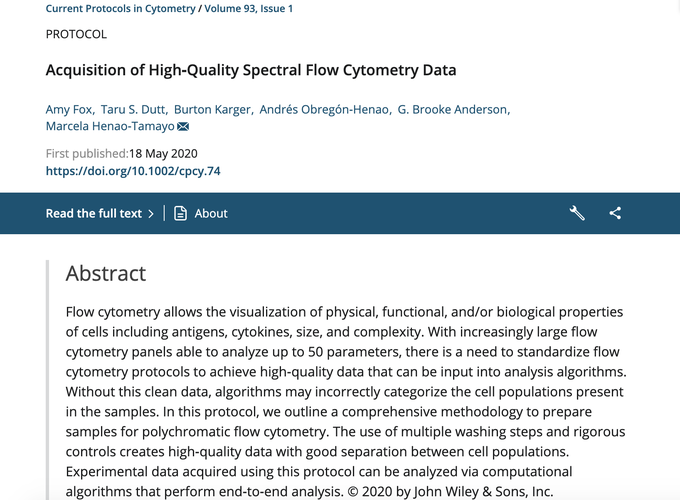 Current Protocols in Cytometry / Volume 93, Issue 1
PROTOCOL
Acquisition of High-Quality Spectral Flow Cytometry Data
Amy Fox, Taru S. Dutt, Burton Karger, Andrés Obregón-Henao, G. Brooke Anderson,
Marcela Henao-Tamayo
First published:18 May 2020
https://doi.org/10.1002/cpcy.74
Read the full text
About
Abstract
Flow cytometry allows the visualization of physical, functional, and/or biological properties
of cells including antigens, cytokines, size, and complexity. With increasingly large flow
cytometry panels able to analyze up to 50 parameters, there is a need to standardize flow
cytometry protocols to achieve high-quality data that can be input into analysis algorithms.
Without this clean data, algorithms may incorrectly categorize the cell populations present
in the samples. In this protocol, we outline a comprehensive methodology to prepare
samples for polychromatic flow cytometry. The use of multiple washing steps and rigorous
controls creates high-quality data with good separation between cell populations.
Experimental data acquired using this protocol can be analyzed via computational
algorithms that perform end-to-end analysis. © 2020 by John Wiley & Sons, Inc.